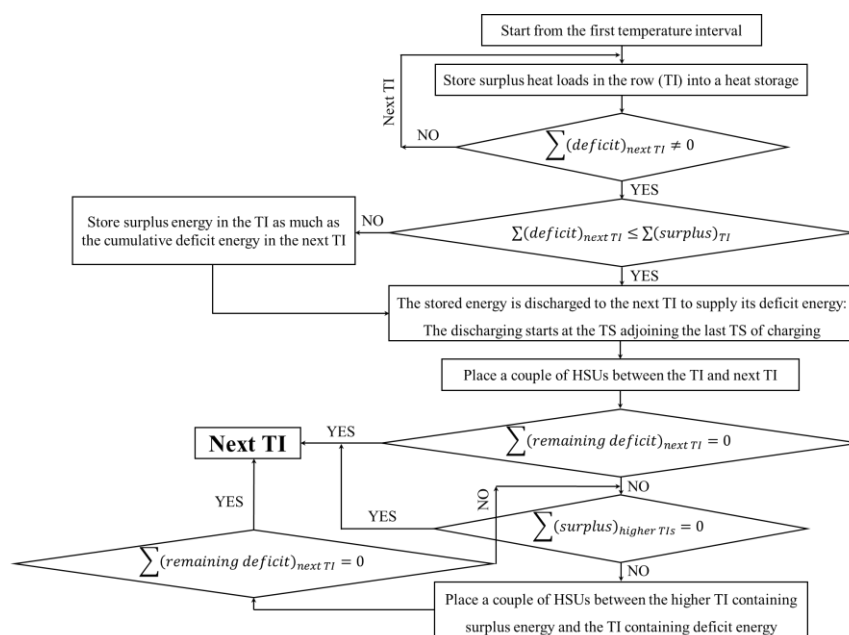 Start from the first temperature interval
Store surplus heat loads in the row (TI) into a heat storage
Next TI
NO
∑(deficit)next TI ≠ 0
YES
Store surplus energy in the TI as much as
the cumulative deficit energy in the next TI
NO
∑(deficit)next TI ≤ ∑(surplus)TI
YES
The stored energy is discharged to the next TI to supply its deficit energy:
The discharging starts at the TS adjoining the last TS of charging
Place a couple of HSUs between the TI and next TI
Next TI
YES
∑(remaining deficit)next TI = 0
NO
YES
NO
YES
∑(surplus)higher TIs = 0
∑(remaining deficit)next TI = 0
NO
Place a couple of HSUs between the higher TI containing
surplus energy and the TI containing deficit energy